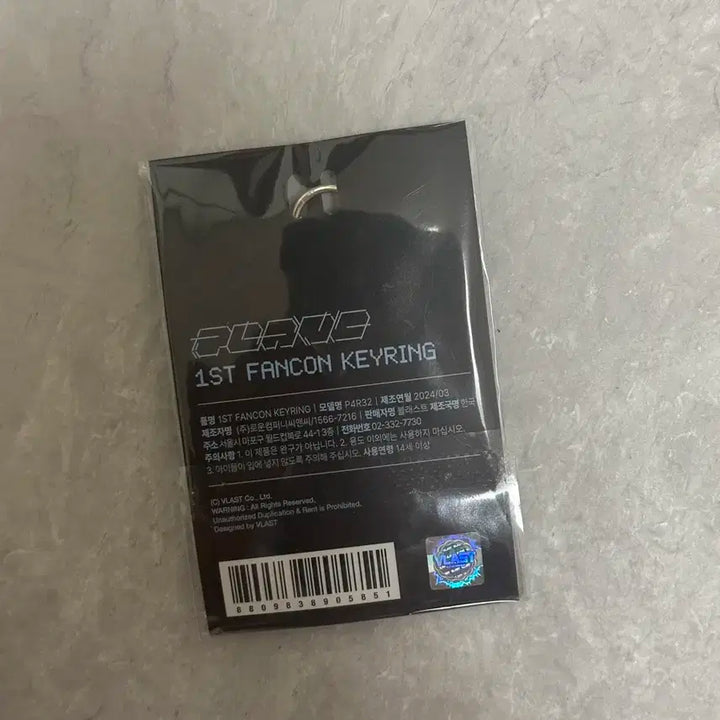 PLAVE
1ST FANCON KEYRING
품명 1ST FANCON KEYRING | 모델명 P4R32 | 제조연월 2024/03
제조자명 (주)로운컴퍼니씨앤씨/1566-7216 | 판매자명 블래스트 제조국명 한국
주소 서울시 마포구 월드컵북로 44-1 3층 | 전화번호 02-332-7730
주의사항 1. 이 제품은 완구가 아닙니다. 2. 용도 이외에는 사용하지 마십시오.
3. 아이들이 입에 넣지 않도록 주의해 주십시오. 사용연령 14세 이상
(C) VLAST Co., Ltd.
WARNING : All Rights Reserved.
Unauthorized Duplication & Rent is Prohibited.
Designed by VLAST
VLAST
8809838905851